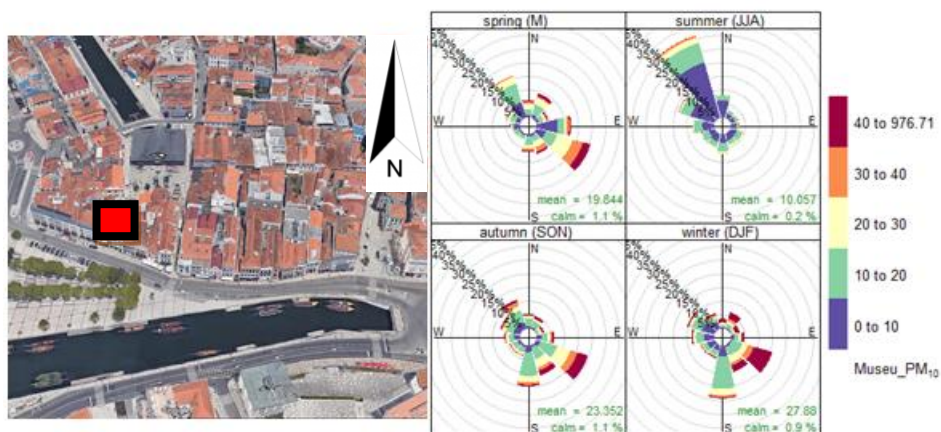 N
spring (M)
summer (JJA)
N
N
W
E
W
E
mean = 19.844
mean = 10.057
S
calm = 1.1 %
S
calm = 0.2 %
autumn (SON)
winter (DJF)
N
N
W
E
W
E
mean = 23.352
mean = 27.88
S
calm = 1.1 %
S
calm = 0.9 %
40 to 976.71
30 to 40
20 to 30
10 to 20
0 to 10
Museu_PM₁₀